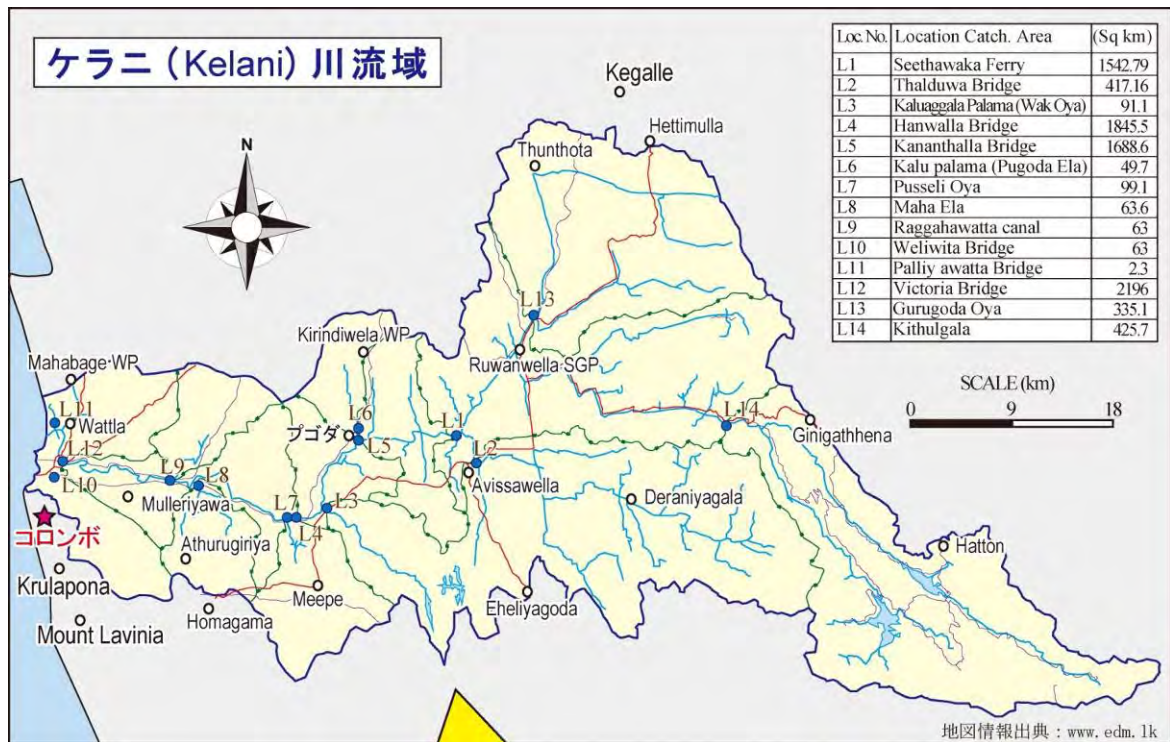 ケラニ（Kelani）川流域
Loc. No. Location Catch. Area (Sq km)
L1 Seethawaka Ferry 1542.79
L2 Thalduwa Bridge 417.16
L3 Kaluaggala Palama (Wak Oya) 91.1
L4 Hanwalla Bridge 1845.5
L5 Kananthalla Bridge 1688.6
L6 Kalu palama (Pugoda Ela) 49.7
L7 Pusseli Oya 99.1
L8 Maha Ela 63.6
L9 Raggahawatta canal 63
L10 Weliwita Bridge 63
L11 Palliy awatta Bridge 2.3
L12 Victoria Bridge 2196
L13 Gurugoda Oya 335.1
L14 Kithulgala 425.7
Kegalle
Hettimulla
Thunthota
N
L13
Kirindiwela WP
Ruwanwella SGP
Mahabage WP
SCALE (km)
0 9 18
L11
Wattla
L6
プゴダ
L5
L1
L14
Ginigathhena
L12
L2
Avissawella
L9
L8
L10
Mulleriyawa
Deraniyagala
L7
L3
L4
コロンボ
Athurugiriya
Hatton
Krulapona
Meepe
Eheliyagoda
Homagama
Mount Lavinia
地図情報出典：www.edm.lk